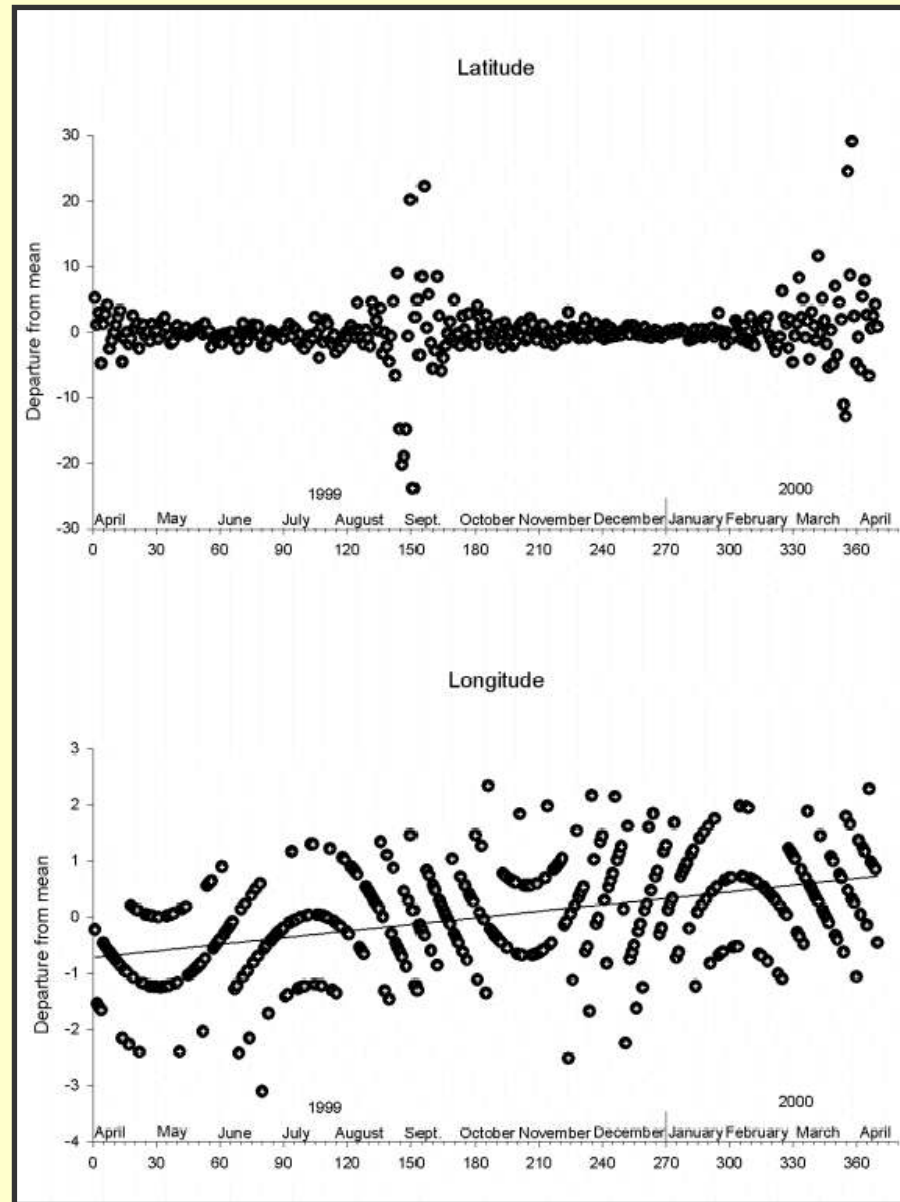 Latitude
30
20
10
0
-10
-20
-30
Departure from mean
1999
2000
April May June July August Sept. October November December January February March April
0 30 60 90 120 150 180 210 240 270 300 330 360
Longitude
3
2
1
0
-1
-2
-3
-4
Departure from mean
1999
2000
April May June July August Sept. October November December January February March April
0 30 60 90 120 150 180 210 240 270 300 330 360